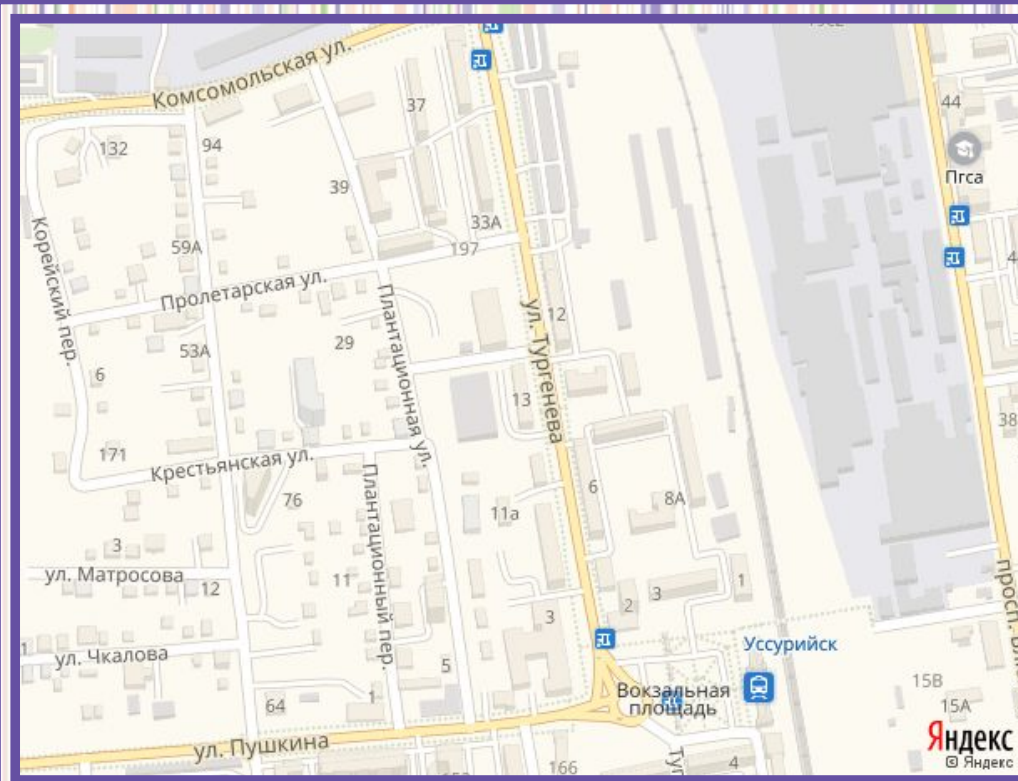 Комсомольская ул.
37
44
132
94
Пгса
39
33А
Корейский пер.
59А
197
Пролетарская ул.
Плантационная ул.
ул. Тургенева
12
29
53А
6
13
38
171
Крестьянская ул.
Плантационный пер.
76
6
8А
11а
3
ул. Матросова
12
11
3
1
2
3
просп.
ул. Чкалова
5
Уссурийск
1
64
Вокзальная
площадь
15В
15А
ул. Пушкина
166
4
Яндекс
© Яндекс